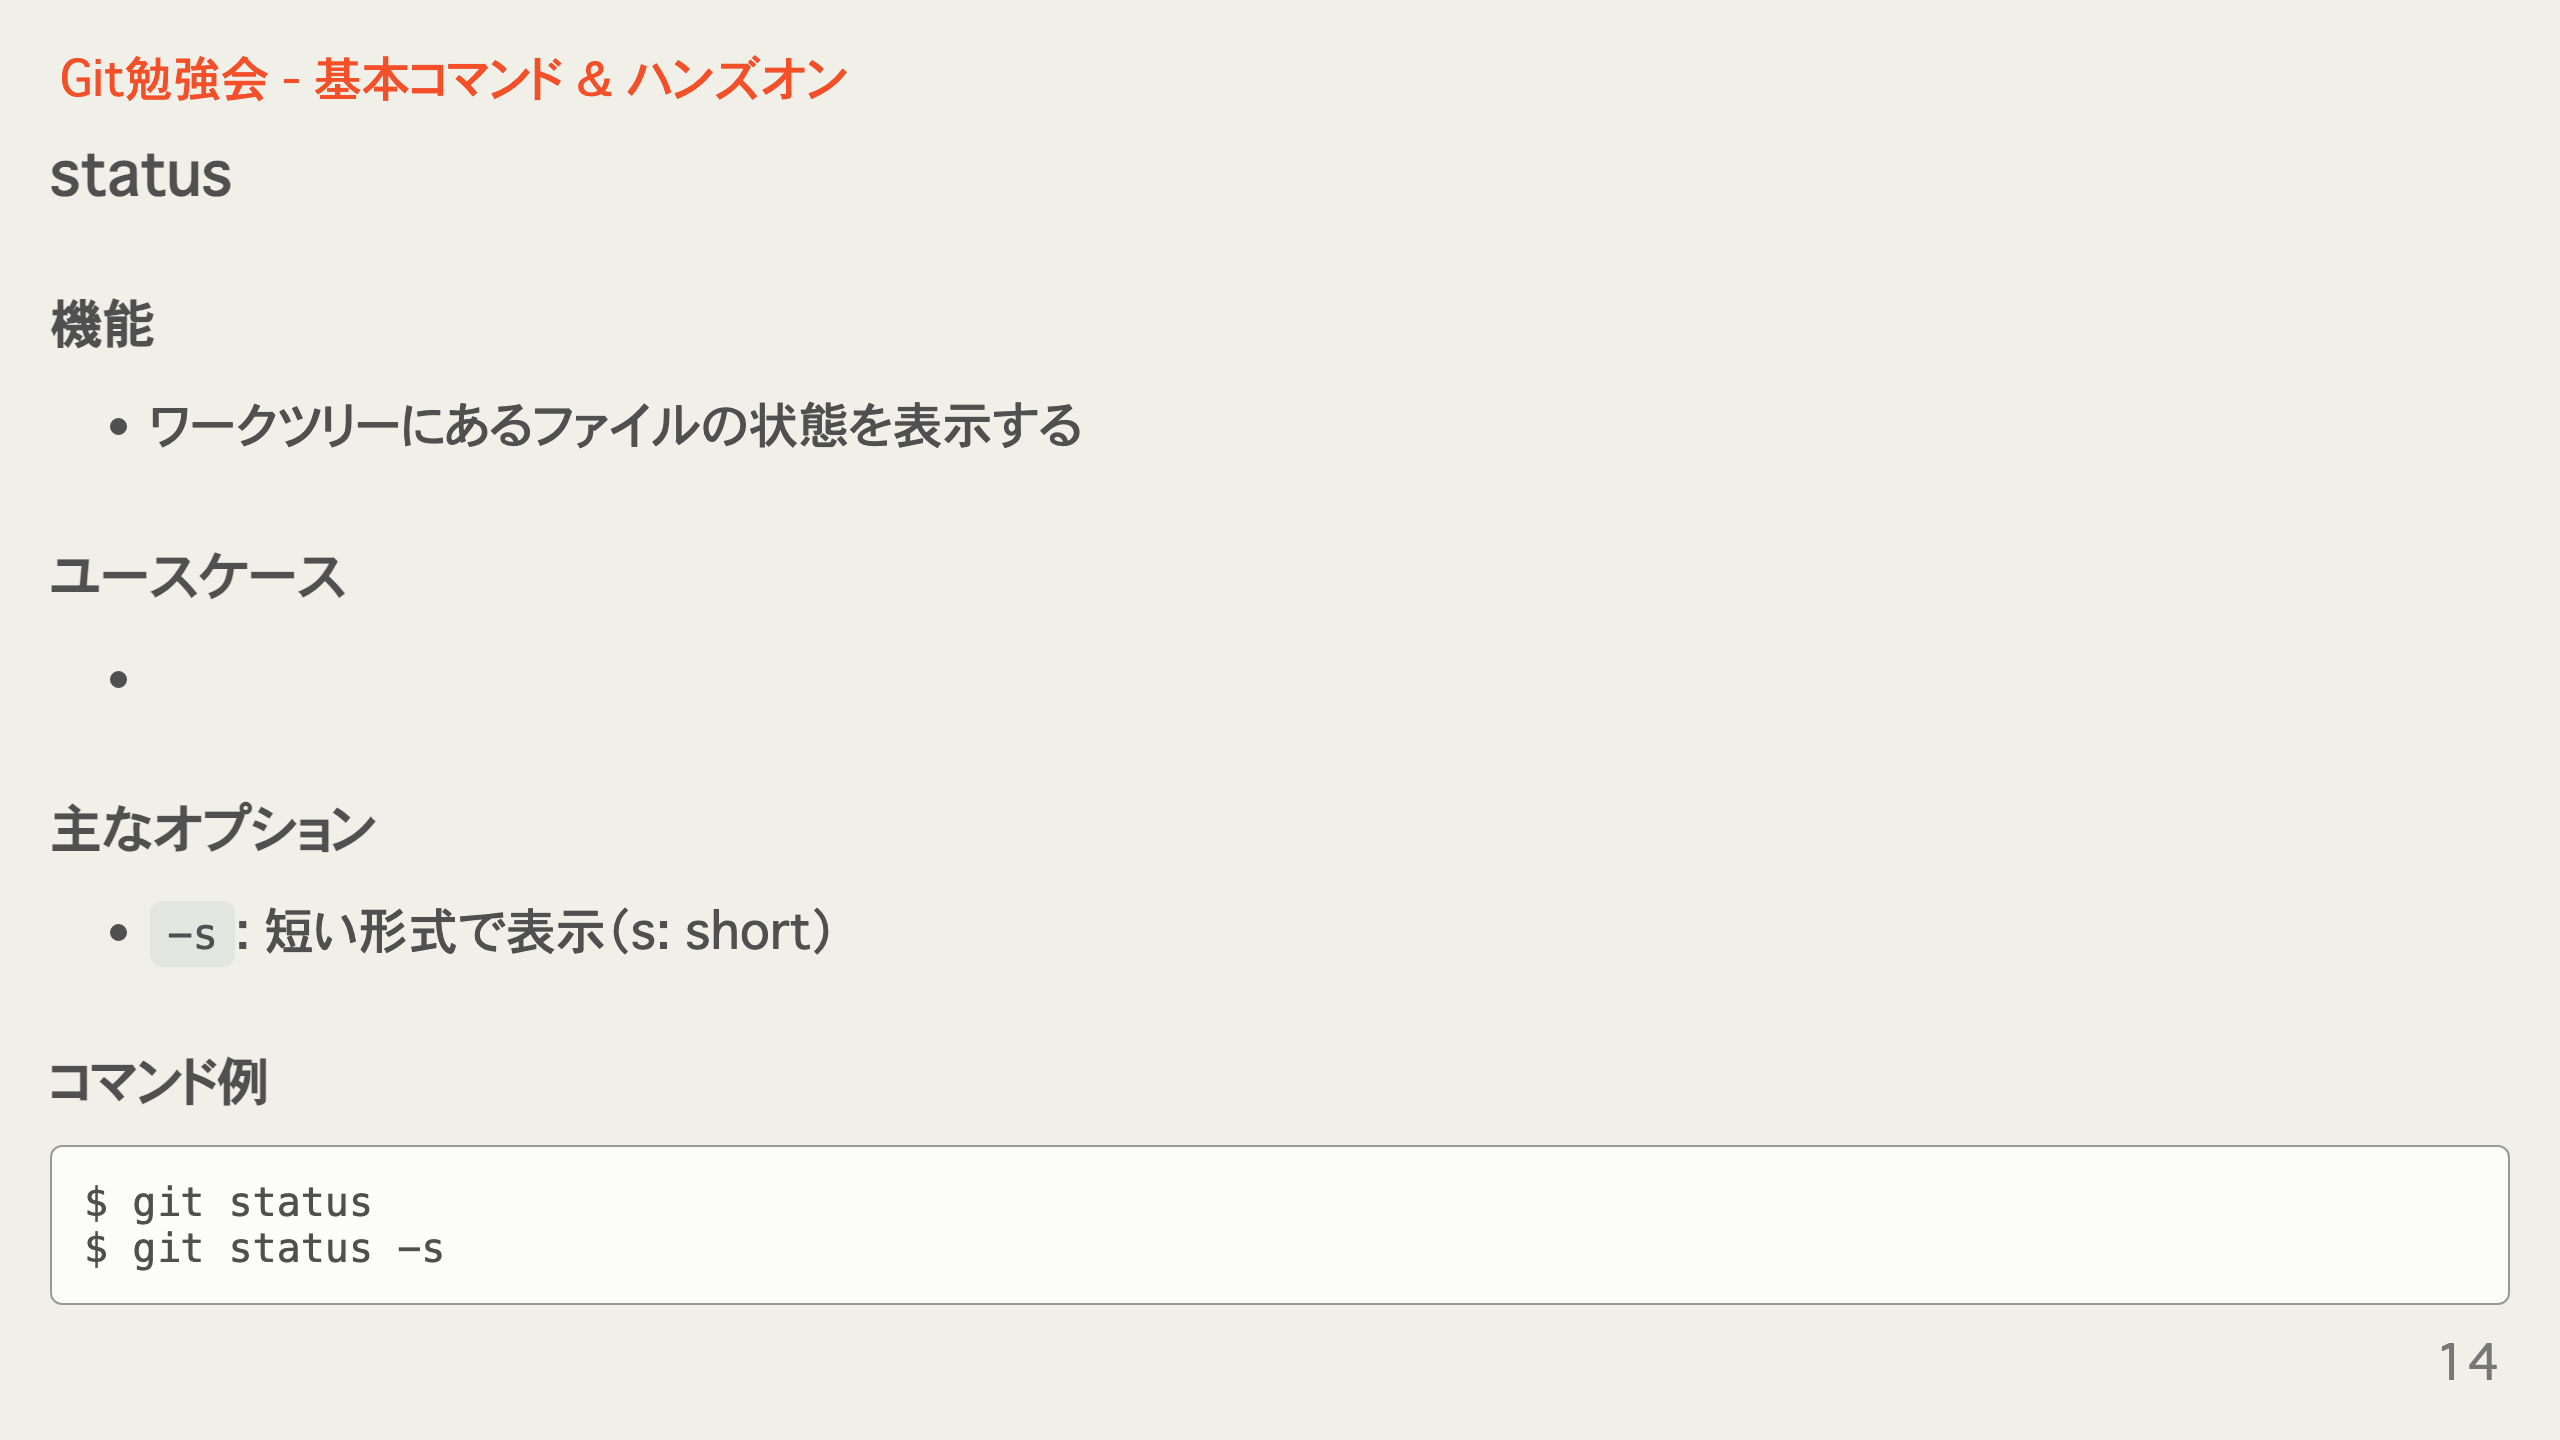 Git勉強会 - 基本コマンド & ハンズオン
status
機能
• ワークツリーにあるファイルの状態を表示する
ユースケース
•
主なオプション
• -s : 短い形式で表示（s: short）
コマンド例
$ git status
$ git status -s
14